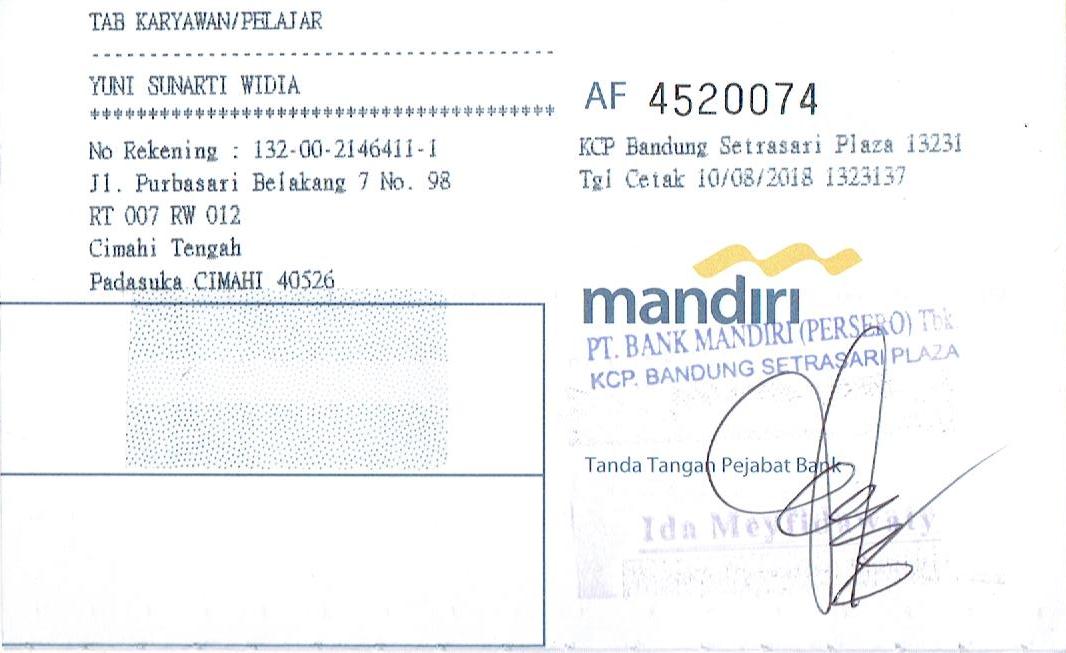 TAB KARYAWAN/PELAJAR
---------------------------------------
YUNI SUNARTI WIDIA
****************************************
No Rekening : 132-00-2146411-1
Jl. Purbasari Belakang 7 No. 98
RT 007 RW 012
Cimahi Tengah
Padasuka CIMAHI 40526
AF 4520074
KCP Bandung Setrasari Plaza 13231
Tgl Cetak 10/08/2018 1323137
mandiri
PT. BANK MANDIRI (PERSERO) Tbk
KCP. BANDUNG SETRASARI PLAZA
Tanda Tangan Pejabat Bank
Ida Meyfidawaty